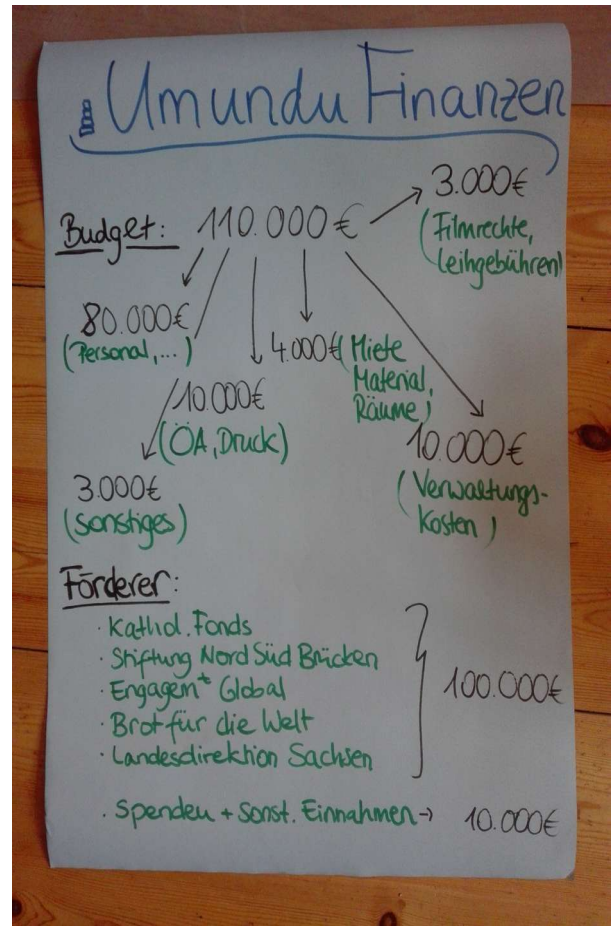 Umundu Finanzen
Budget: 110.000€
3.000€
(Filmrechte,
Leihgebühren)
80.000€
(Personal,...)
4.000€ (Miete
Material,
Räume)
10.000€
(ÖA, Druck)
10.000€
(Verwaltungs-
kosten)
3.000€
(sonstiges)
Förderer:
· Kathol. Fonds
· Stiftung Nord Süd Brücken
· Engagemt Global
· Brot für die Welt
· Landesdirektion Sachsen
100.000€
· Spenden + Sonst. Einnahmen → 10.000€